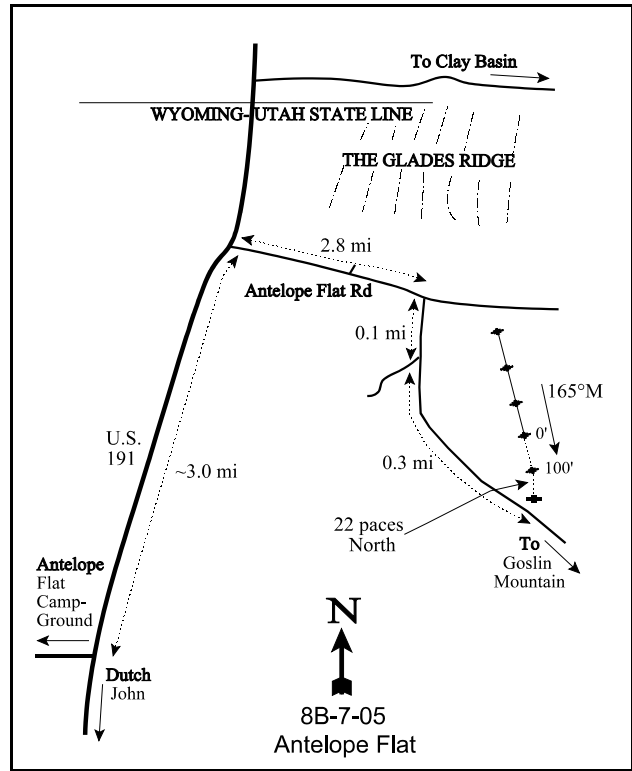 To Clay Basin
WYOMING- UTAH STATE LINE
THE GLADES RIDGE
2.8 mi
Antelope Flat Rd
0.1 mi
165°M
U.S.
191
0'
~3.0 mi
0.3 mi
100'
22 paces
North
To
Goslin
Mountain
Antelope
Flat
Camp-
Ground
N
Dutch
John
8B-7-05
Antelope Flat